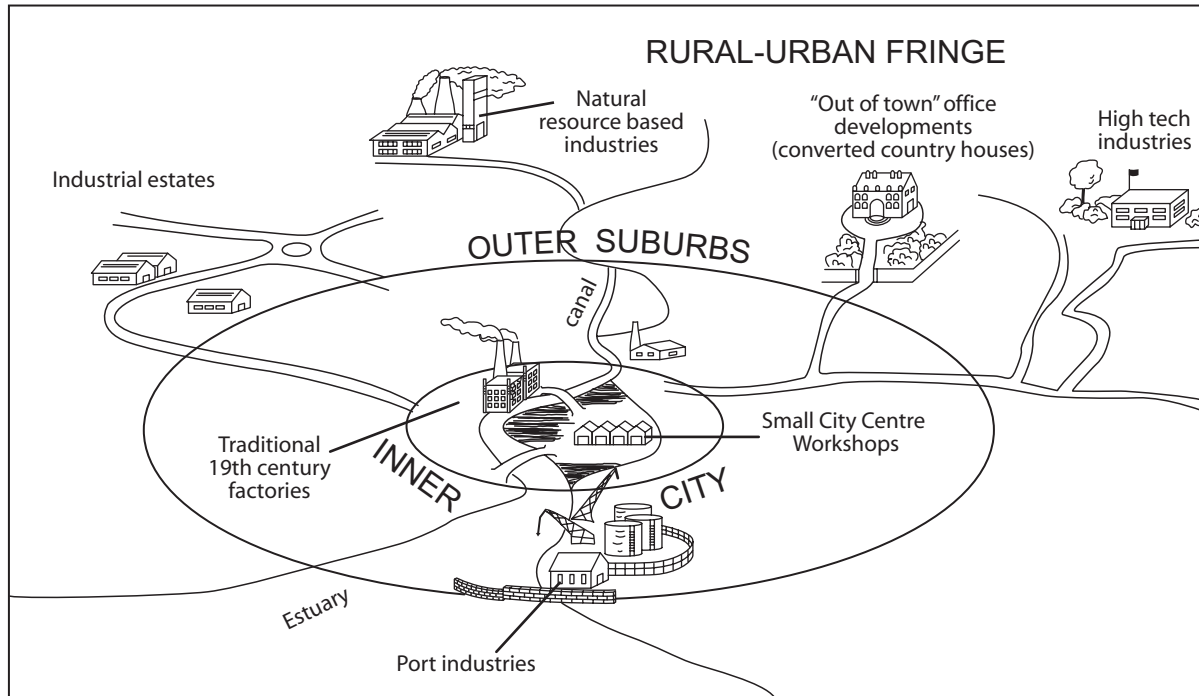 RURAL-URBAN FRINGE
Natural
resource based
industries
“Out of town” office
developments
(converted country houses)
High tech
industries
Industrial estates
OUTER SUBURBS
canal
Traditional
19th century
factories
Small City Centre
Workshops
INNER CITY
Estuary
Port industries